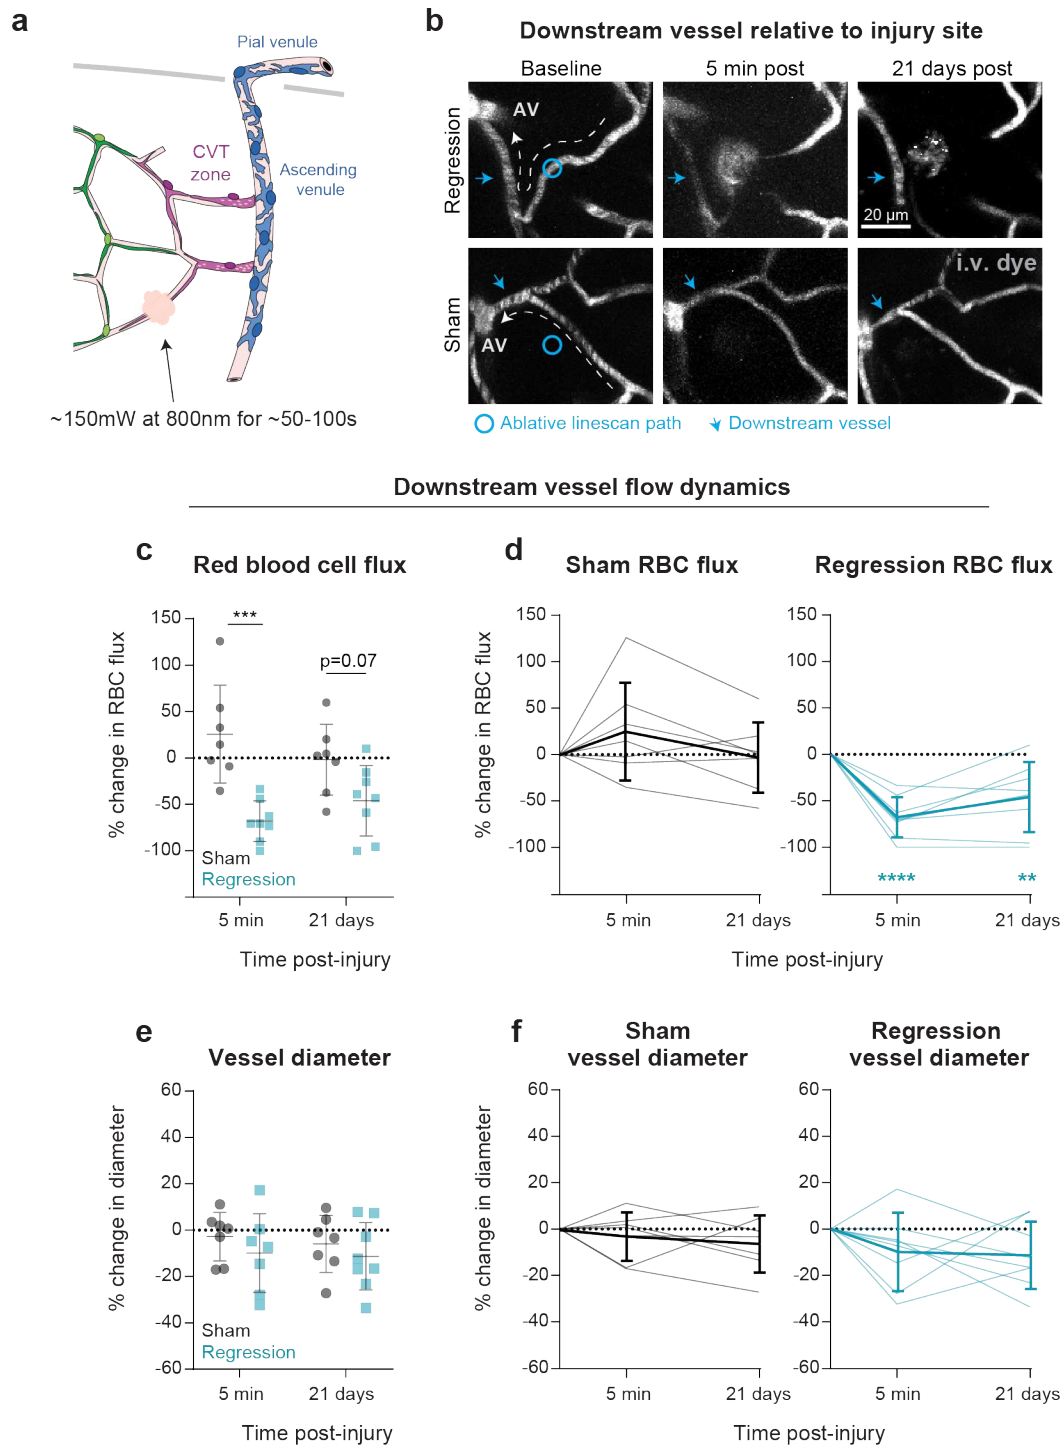 a
Pial venule
CVT
zone
Ascending
venule
~150mW at 800nm for ~50-100s
b
Downstream vessel relative to injury site
Baseline
5 min post
21 days post
Regression
AV
20 µm
Sham
AV
i.v. dye
Ablative linescan path
Downstream vessel
Downstream vessel flow dynamics
c
Red blood cell flux
% change in RBC flux
150
100
50
0
-50
-100
***
p=0.07
Sham
Regression
5 min
21 days
Time post-injury
d
Sham RBC flux
150
100
50
0
-50
-100
5 min
21 days
Regression RBC flux
150
100
50
0
-50
-100
****
**
5 min
21 days
Time post-injury
e
Vessel diameter
% change in diameter
60
40
20
0
-20
-40
-60
Sham
Regression
5 min
21 days
Time post-injury
f
Sham
vessel diameter
% change in diameter
60
40
20
0
-20
-40
-60
5 min
21 days
Regression
vessel diameter
60
40
20
0
-20
-40
-60
5 min
21 days
Time post-injury
% change in RBC flux